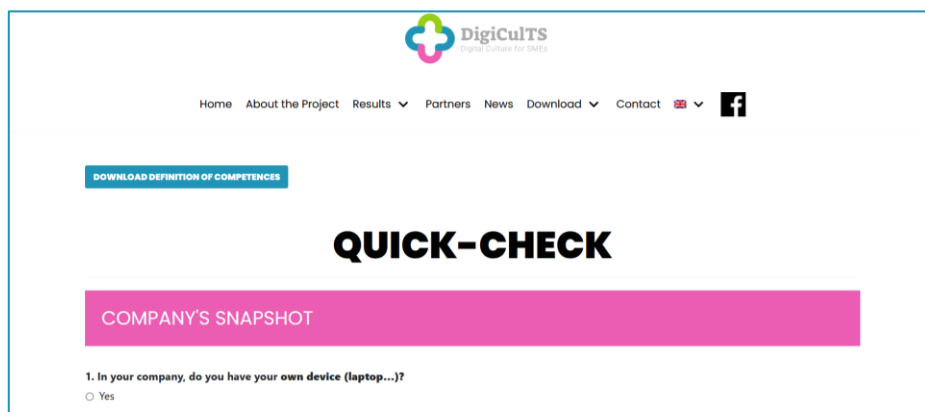 DigiCulTS
Digital Culture for SMEs
Home About the Project Results Partners News Download Contact
DOWNLOAD DEFINITION OF COMPETENCES
QUICK-CHECK
COMPANY'S SNAPSHOT
1. In your company, do you have your own device (laptop...)?
Yes